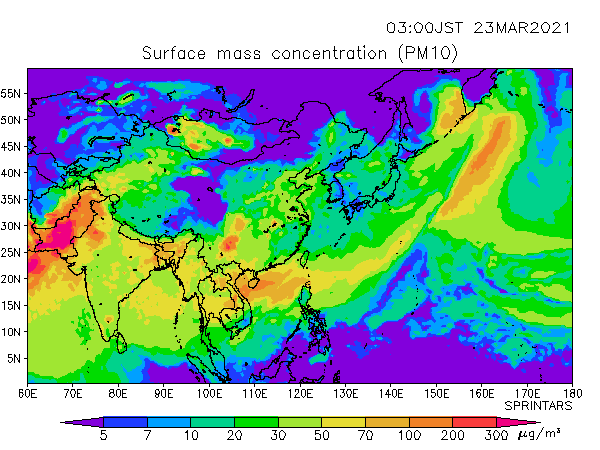 03:00JST 23MAR2021
Surface mass concentration (PM10)
55N
50N
45N
40N
35N
30N
25N
20N
15N
10N
5N
60E 70E 80E 90E 100E 110E 120E 130E 140E 150E 160E 170E 180
SPRINTARS
5 7 10 20 30 50 70 100 200 300 μg/m³